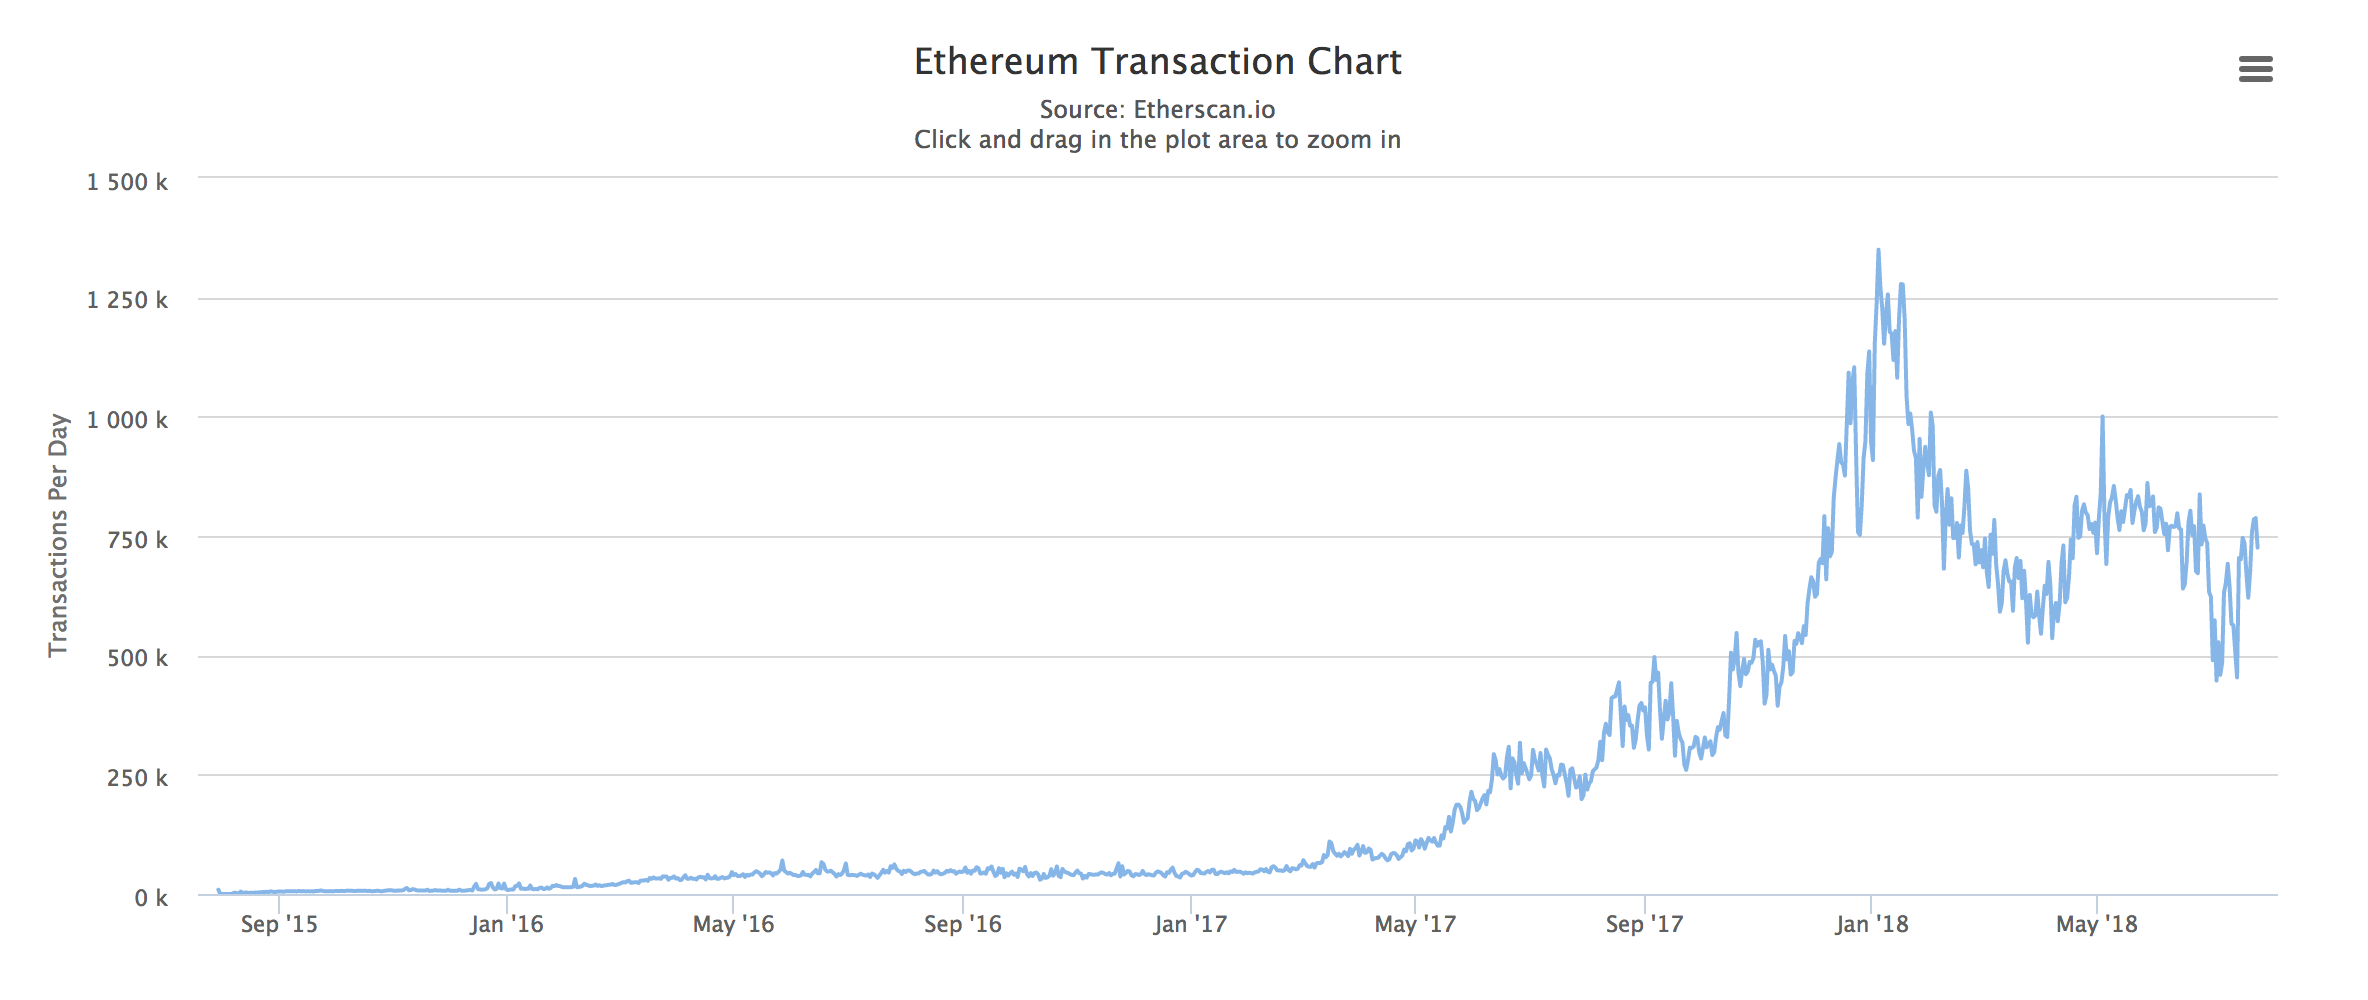 Ethereum Transaction Chart
Source: Etherscan.io
Click and drag in the plot area to zoom in
Transactions Per Day
1 500 k
1 250 k
1 000 k
750 k
500 k
250 k
0 k
Sep '15
Jan '16
May '16
Sep '16
Jan '17
May '17
Sep '17
Jan '18
May '18